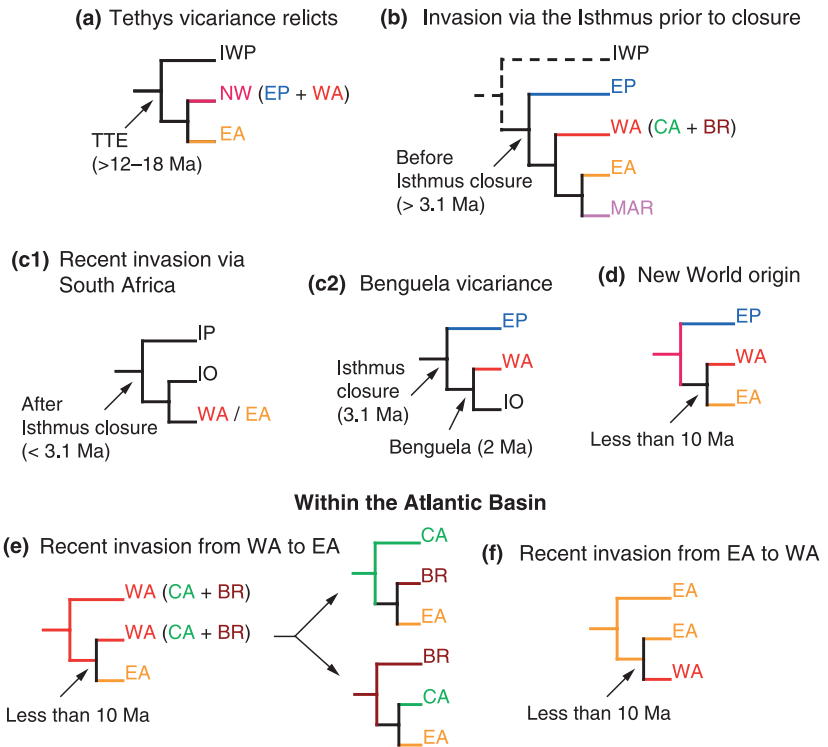 (a) Tethys vicariance relicts
IWP
NW (EP + WA)
EA
TTE
(>12–18 Ma)
(b) Invasion via the Isthmus prior to closure
IWP
EP
WA (CA + BR)
EA
MAR
Before
Isthmus closure
(> 3.1 Ma)
(c1) Recent invasion via
South Africa
IP
IO
WA / EA
After
Isthmus closure
(< 3.1 Ma)
(c2) Benguela vicariance
EP
WA
IO
Isthmus
closure
(3.1 Ma)
Benguela (2 Ma)
(d) New World origin
EP
WA
EA
Less than 10 Ma
Within the Atlantic Basin
(e) Recent invasion from WA to EA
WA (CA + BR)
WA (CA + BR)
EA
Less than 10 Ma
CA
BR
EA
BR
CA
EA
(f) Recent invasion from EA to WA
EA
EA
WA
Less than 10 Ma